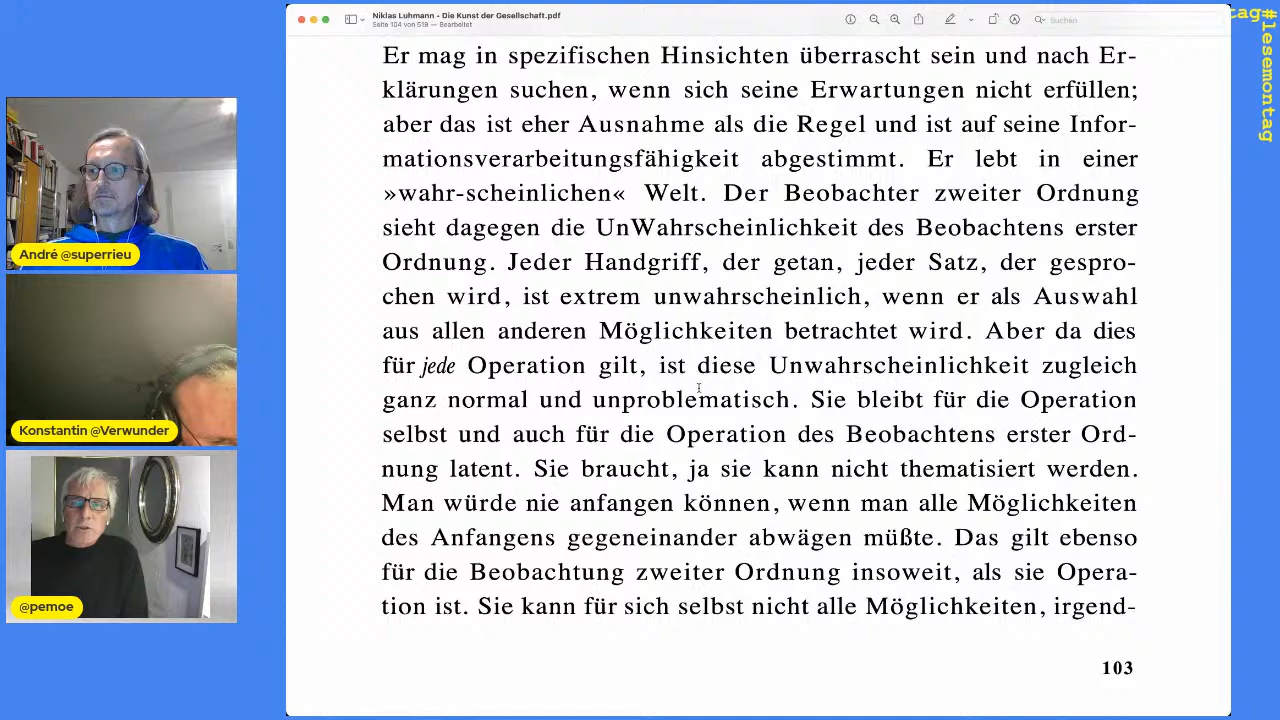 Niklas Luhmann - Die Kunst der Gesellschaft.pdf
Seite 104 von 519 — Bearbeitet
Suchen
tag#lesemontag
Er mag in spezifischen Hinsichten überrascht sein und nach Er-
klärungen suchen, wenn sich seine Erwartungen nicht erfüllen;
aber das ist eher Ausnahme als die Regel und ist auf seine Infor-
mationsverarbeitungsfähigkeit abgestimmt. Er lebt in einer
»wahr-scheinlichen« Welt. Der Beobachter zweiter Ordnung
sieht dagegen die UnWahrscheinlichkeit des Beobachtens erster
Ordnung. Jeder Handgriff, der getan, jeder Satz, der gespro-
chen wird, ist extrem unwahrscheinlich, wenn er als Auswahl
aus allen anderen Möglichkeiten betrachtet wird. Aber da dies
für jede Operation gilt, ist diese Unwahrscheinlichkeit zugleich
ganz normal und unproblematisch. Sie bleibt für die Operation
selbst und auch für die Operation des Beobachtens erster Ord-
nung latent. Sie braucht, ja sie kann nicht thematisiert werden.
Man würde nie anfangen können, wenn man alle Möglichkeiten
des Anfangens gegeneinander abwägen müßte. Das gilt ebenso
für die Beobachtung zweiter Ordnung insoweit, als sie Opera-
tion ist. Sie kann für sich selbst nicht alle Möglichkeiten, irgend-
103
André @superrieu
Konstantin @Verwunder
@pemoe